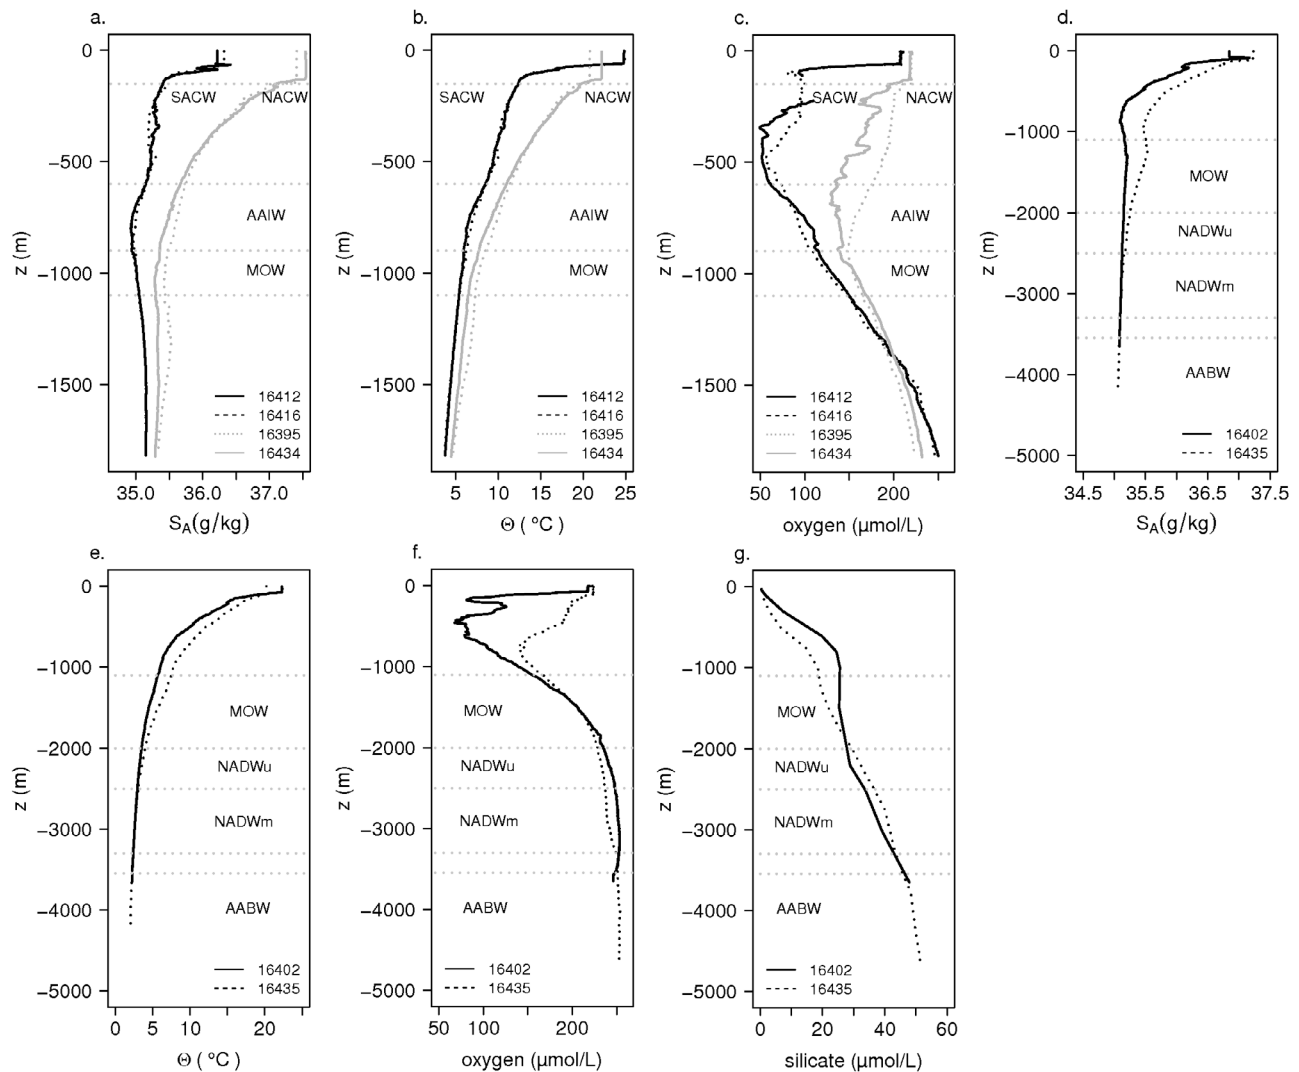 a.
0
−500
−1000
−1500
z (m)
SACW
NACW
AAIW
MOW
16412
16416
16395
16434
35.0 36.0 37.0
S_A(g/kg)
b.
0
−500
−1000
−1500
z (m)
SACW
NACW
AAIW
MOW
16412
16416
16395
16434
5 10 15 20 25
Θ ( ºC)
c.
0
−500
−1000
−1500
z (m)
SACW
NACW
AAIW
MOW
16412
16416
16395
16434
50 100 200
oxygen (µmol/L)
d.
0
−1000
−2000
−3000
−4000
−5000
z (m)
MOW
NADWu
NADWm
AABW
16402
16435
34.5 35.5 36.5 37.5
S_A(g/kg)
e.
0
−1000
−2000
−3000
−4000
−5000
z (m)
MOW
NADWu
NADWm
AABW
16402
16435
0 5 10 20
Θ ( ºC)
f.
0
−1000
−2000
−3000
−4000
−5000
z (m)
MOW
NADWu
NADWm
AABW
16402
16435
50 100 200
oxygen (µmol/L)
g.
0
−1000
−2000
−3000
−4000
−5000
z (m)
MOW
NADWu
NADWm
AABW
16402
16435
0 20 40 60
silicate (µmol/L)